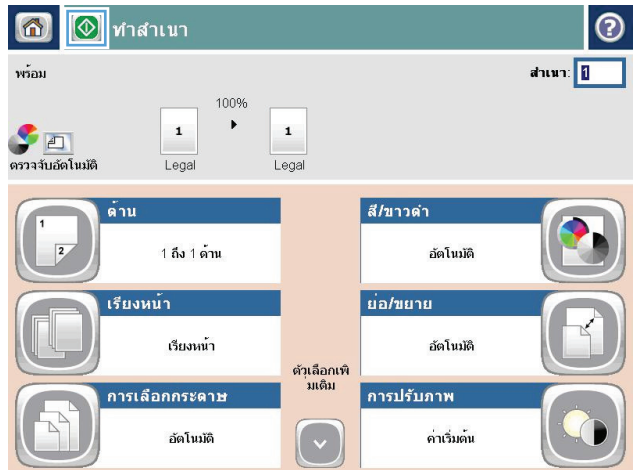 ทำสำเนา
พร้อม
สำเนา: 1
100%
1
1
ตรวจจับอัตโนมัติ
Legal
Legal
ด้าน
1
2
1 ถึง 1 ด้าน
สี/ขาวดำ
อัตโนมัติ
เรียงหน้า
เรียงหน้า
ย่อ/ขยาย
อัตโนมัติ
ตัวเลือกเพิ
มเติม
การเลือกกระดาษ
อัตโนมัติ
การปรับภาพ
ค่าเริ่มต้น